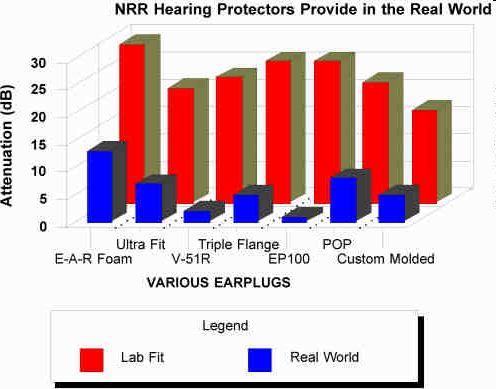 NRR Hearing Protectors Provide in the Real World
Attenuation (dB)
30
25
20
15
10
5
0
Ultra Fit Triple Flange POP
E-A-R Foam V-51R EP100 Custom Molded
VARIOUS EARPLUGS
Legend
Lab Fit Real World